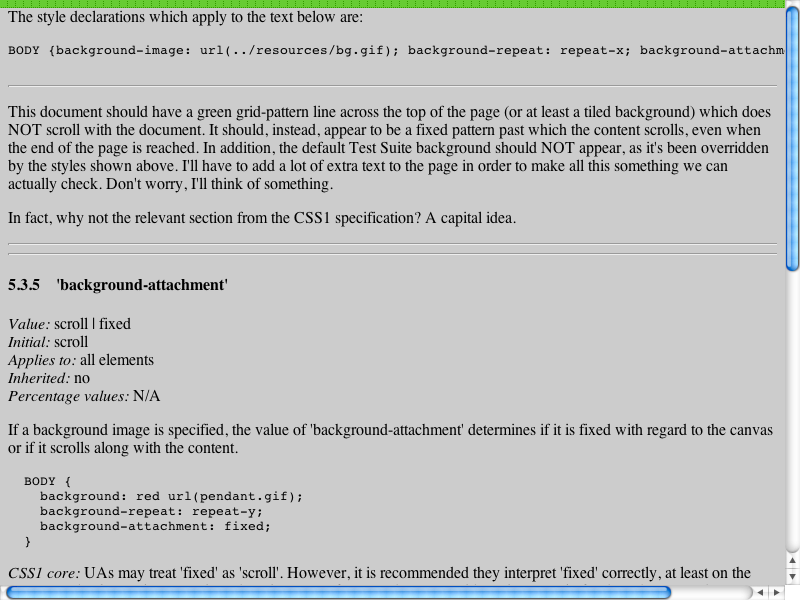 The style declarations which apply to the text below are:
BODY {background-image: url(../resources/bg.gif); background-repeat: repeat-x; background-attachm
This document should have a green grid-pattern line across the top of the page (or at least a tiled background) which does
NOT scroll with the document. It should, instead, appear to be a fixed pattern past which the content scrolls, even when
the end of the page is reached. In addition, the default Test Suite background should NOT appear, as it's been overridden
by the styles shown above. I'll have to add a lot of extra text to the page in order to make all this something we can
actually check. Don't worry, I'll think of something.
In fact, why not the relevant section from the CSS1 specification? A capital idea.
5.3.5 'background-attachment'
Value: scroll | fixed
Initial: scroll
Applies to: all elements
Inherited: no
Percentage values: N/A
If a background image is specified, the value of 'background-attachment' determines if it is fixed with regard to the canvas
or if it scrolls along with the content.
BODY {
background: red url(pendant.gif);
background-repeat: repeat-y;
background-attachment: fixed;
}
CSS1 core: UAs may treat 'fixed' as 'scroll'. However, it is recommended they interpret 'fixed' correctly, at least on the